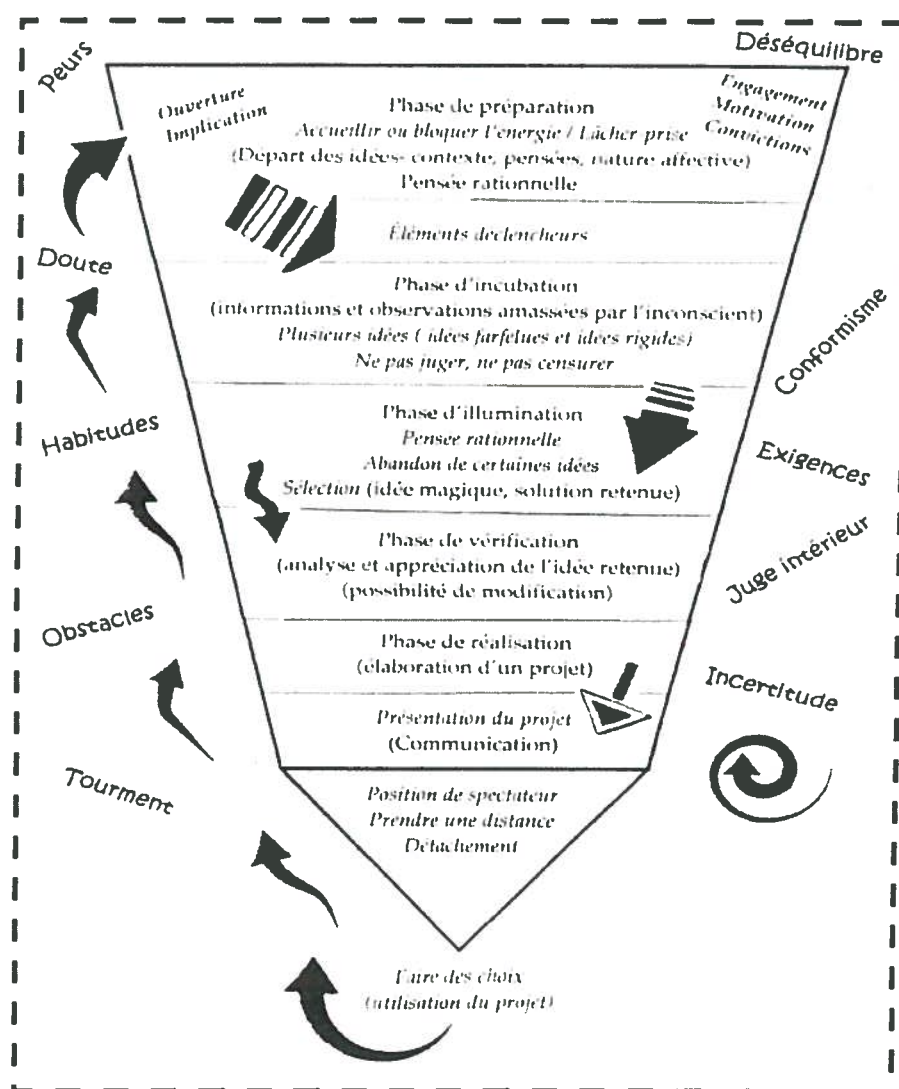 Peurs
Déséquilibre
Ouverture
Implication
Engagement
Motivation
Convictions
Phase de préparation
Accueillir ou bloquer l'énergie / Lâcher prise
(Départ des idées- contexte, pensées, nature affective)
Pensée rationnelle
Éléments declencheurs
Doute
Phase d'incubation
(informations et observations amassées par l'inconscient)
Plusieurs idées ( idées farfelues et idées rigides)
Ne pas juger, ne pas censurer
Conformisme
Habitudes
Phase d'illumination
Pensee rationnelle
Abandon de certaines idées
Sélection (idée magique, solution retenue)
Exigences
Phase de vérification
(analyse et appréciation de l'idée retenue)
(possibilité de modification)
Juge intérieur
Obstacles
Phase de réalisation
(élaboration d'un projet)
Incertitude
Présentation du projet
(Communication)
Tourment
Position de spectateur
Prendre une distance
Détachement
Faire des choix
(utilisation du projet)